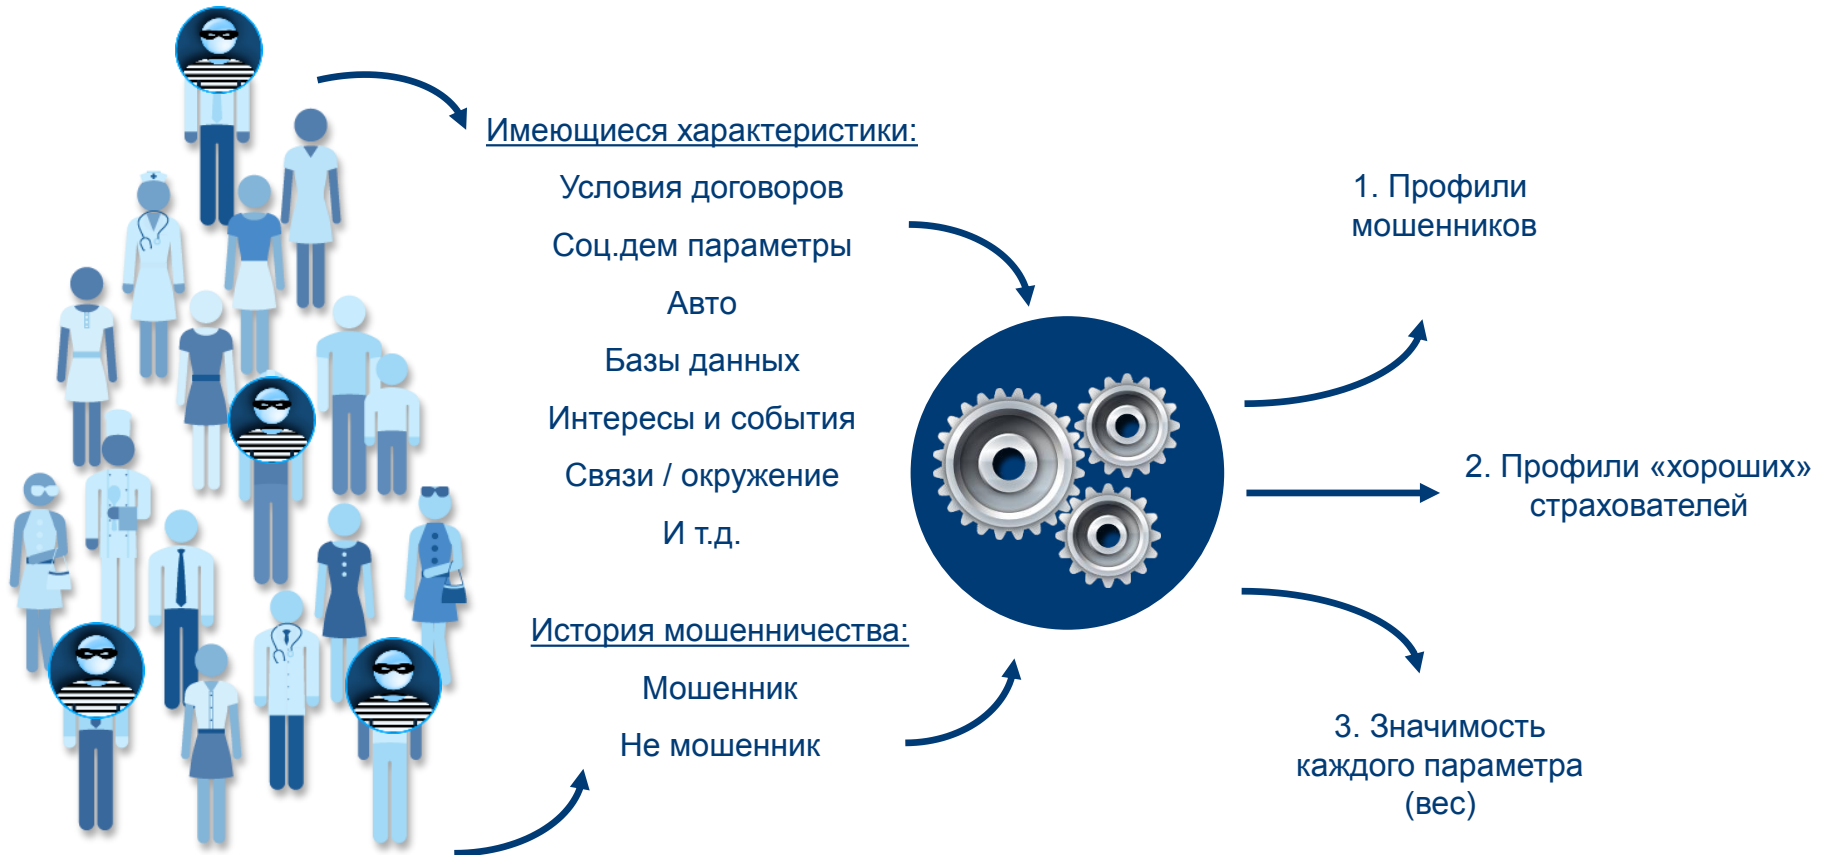 Имеющиеся характеристики:
Условия договоров
Соц.дем параметры
Авто
Базы данных
Интересы и события
Связи / окружение
И т.д.
История мошенничества:
Мошенник
Не мошенник
1. Профили
мошенников
2. Профили «хороших»
страхователей
3. Значимость
каждого параметра
(вес)